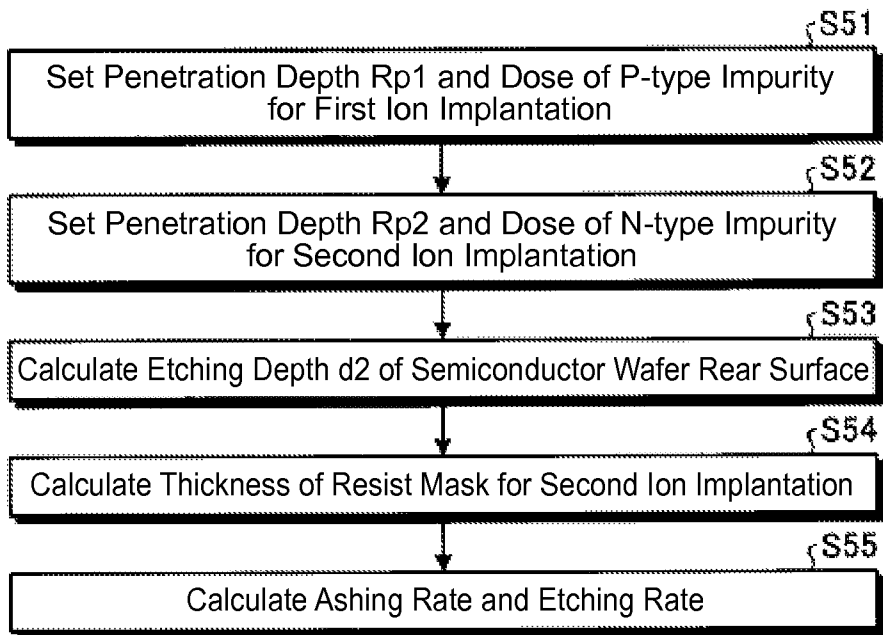 S51
Set Penetration Depth Rp1 and Dose of P-type Impurity
for First Ion Implantation
S52
Set Penetration Depth Rp2 and Dose of N-type Impurity
for Second Ion Implantation
S53
Calculate Etching Depth d2 of Semiconductor Wafer Rear Surface
S54
Calculate Thickness of Resist Mask for Second Ion Implantation
S55
Calculate Ashing Rate and Etching Rate